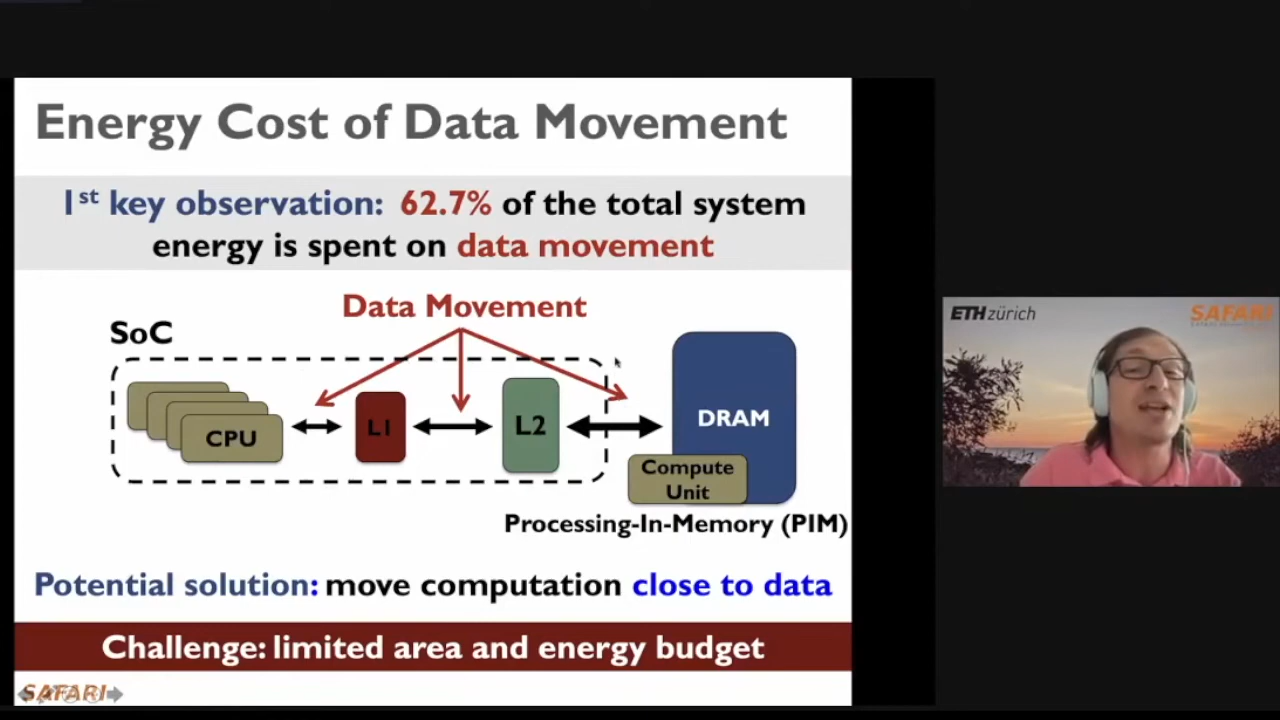 Energy Cost of Data Movement
1st key observation: 62.7% of the total system
energy is spent on data movement
Data Movement
SoC
CPU
L1
L2
DRAM
Compute
Unit
Processing-In-Memory (PIM)
Potential solution: move computation close to data
Challenge: limited area and energy budget
SAFARI
ETH zürich
SAFARI